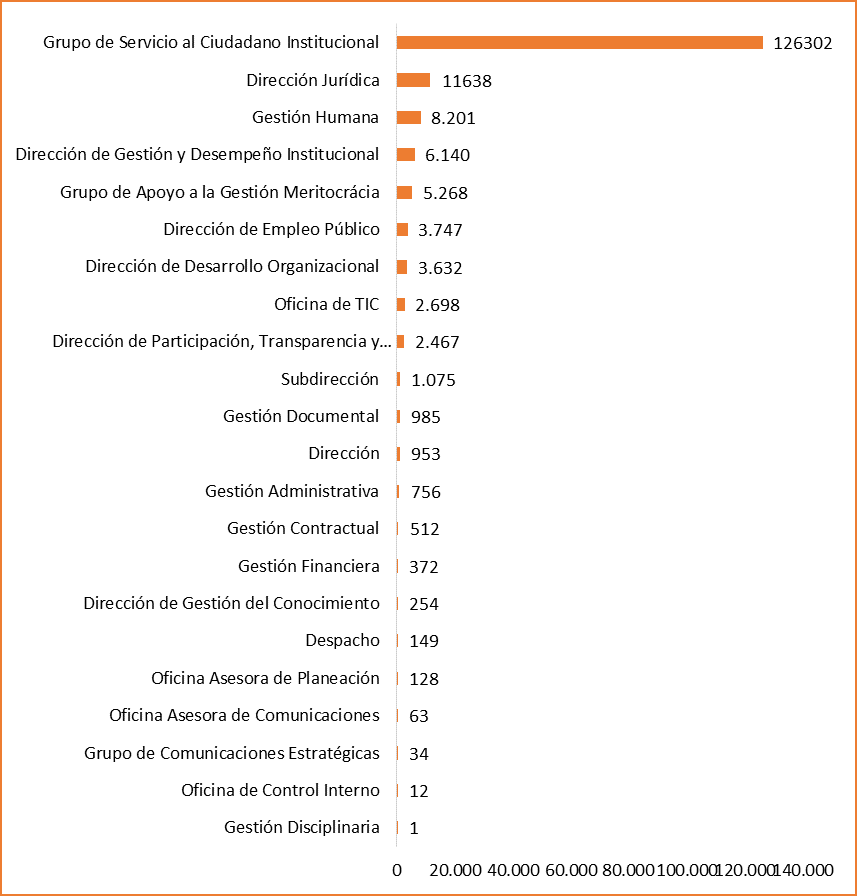 Grupo de Servicio al Ciudadano Institucional 126302
Dirección Jurídica 11638
Gestión Humana 8.201
Dirección de Gestión y Desempeño Institucional 6.140
Grupo de Apoyo a la Gestión Meritocrácia 5.268
Dirección de Empleo Público 3.747
Dirección de Desarrollo Organizacional 3.632
Oficina de TIC 2.698
Dirección de Participación, Transparencia y... 2.467
Subdirección 1.075
Gestión Documental 985
Dirección 953
Gestión Administrativa 756
Gestión Contractual 512
Gestión Financiera 372
Dirección de Gestión del Conocimiento 254
Despacho 149
Oficina Asesora de Planeación 128
Oficina Asesora de Comunicaciones 63
Grupo de Comunicaciones Estratégicas 34
Oficina de Control Interno 12
Gestión Disciplinaria 1
0 20.000 40.000 60.000 80.000 100.000 120.000 140.000